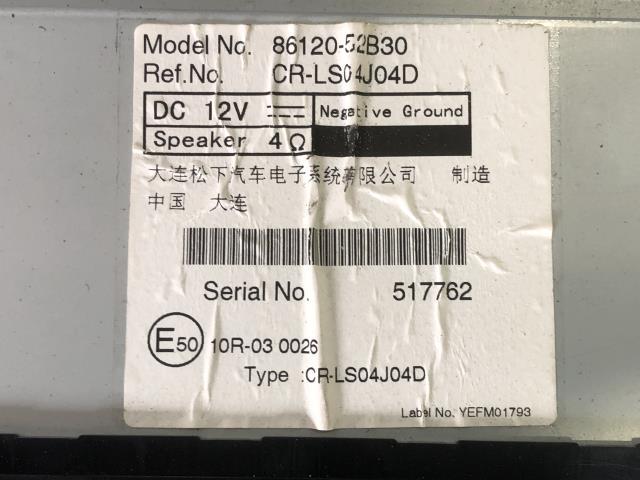 Model No. 86120-52B30
Ref.No. CR-LS04J04D
DC 12V Negative Ground
Speaker 4Ω
大连松下汽车电子系统有限公司 制造
中国 大连
Serial No. 517762
E50 10R-03 0026
Type :CR-LS04J04D
Label No. YEFM01793